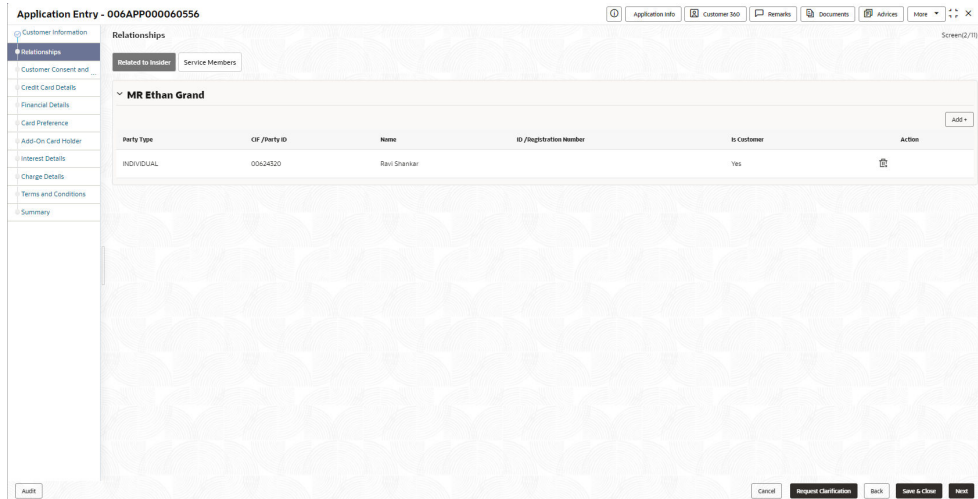 Application Entry - 006APP000060556
Application Info
Customer 360
Remarks
Documents
Advices
More
Customer Information
Relationships
Customer Consent and ...
Credit Card Details
Financial Details
Card Preference
Add-On Card Holder
Interest Details
Charge Details
Terms and Conditions
Summary
Relationships
Screen(2/11)
Related to Insider
Service Members
MR Ethan Grand
Add +
Party Type CIF /Party ID Name ID /Registration Number Is Customer Action
INDIVIDUAL 00624320 Ravi Shankar Yes
Audit
Cancel
Request Clarification
Back
Save & Close
Next